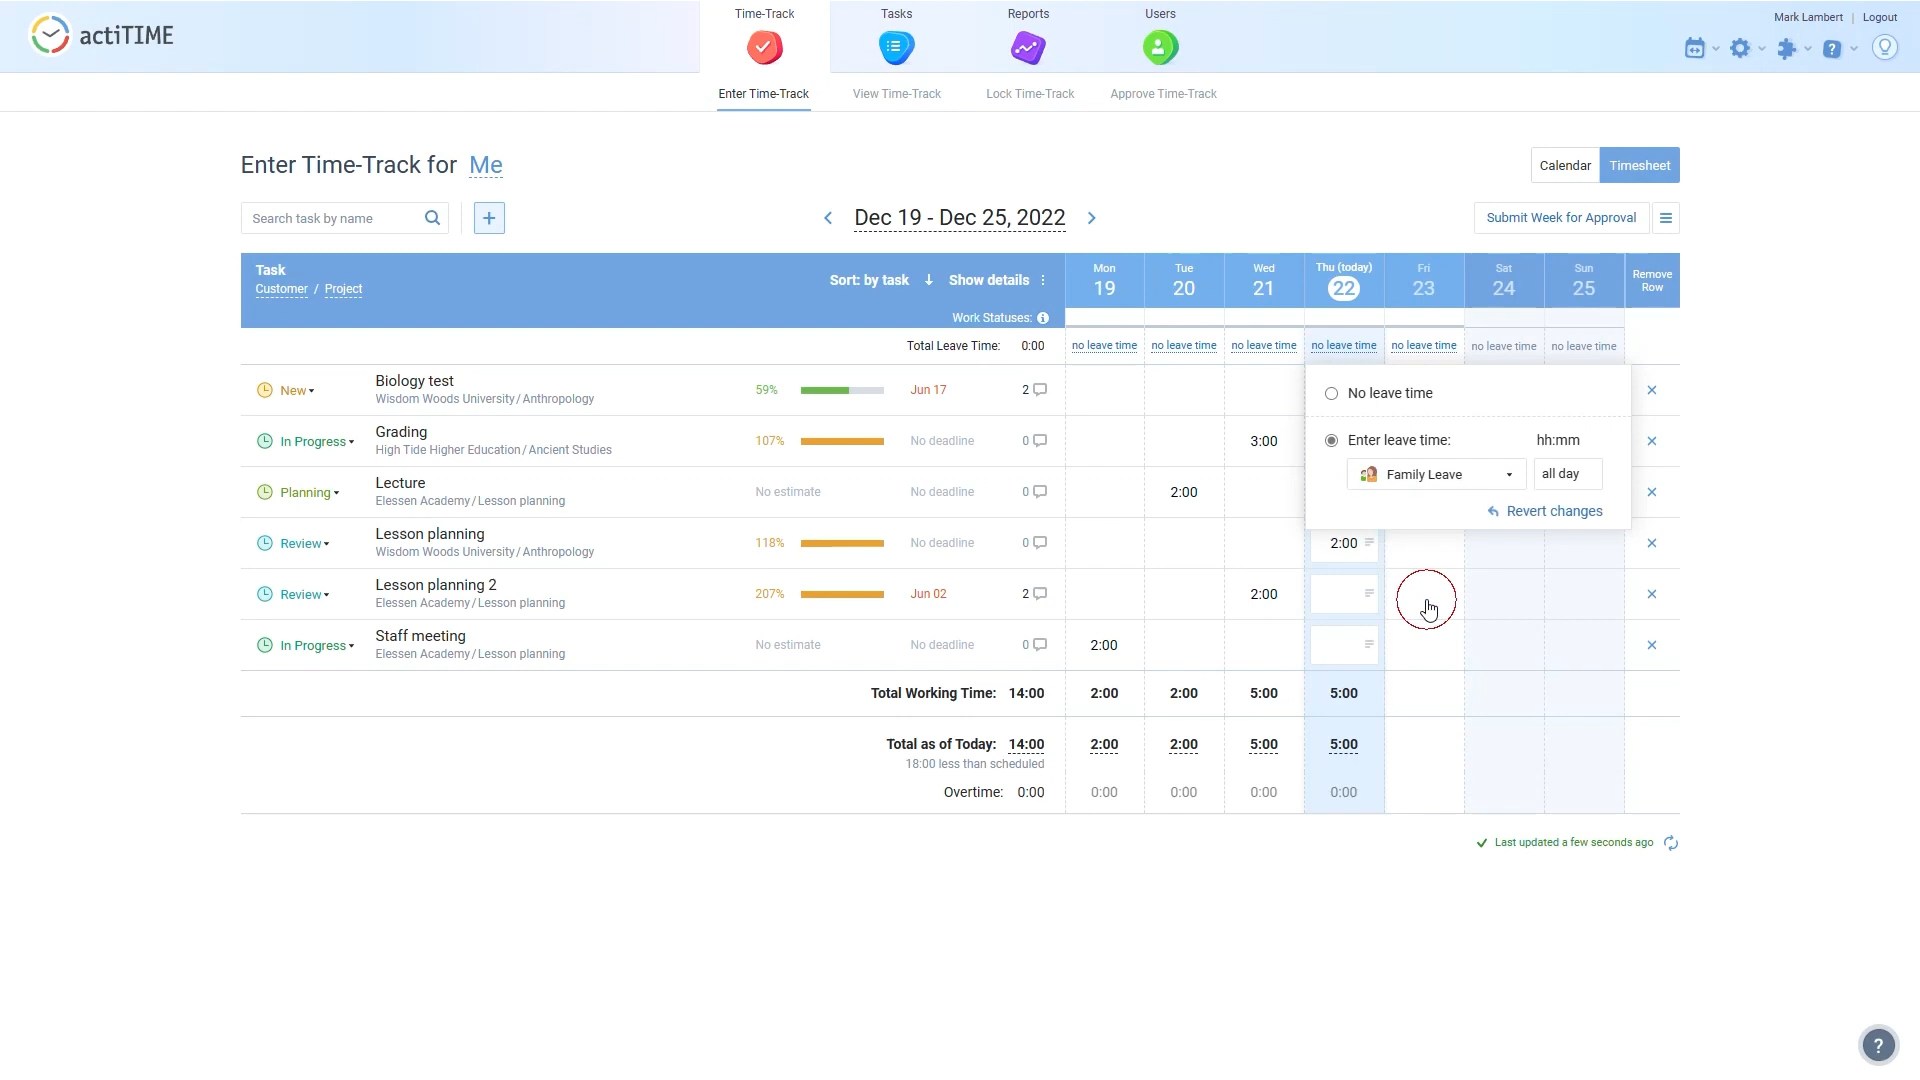 actiTIME
Time-Track
Tasks
Reports
Users
Mark Lambert | Logout
Enter Time-Track
View Time-Track
Lock Time-Track
Approve Time-Track
Enter Time-Track for Me
Calendar
Timesheet
Search task by name
+
Dec 19 - Dec 25, 2022
Submit Week for Approval
Task
Customer / Project
Sort: by task
Show details
Work Statuses:
Mon 19
Tue 20
Wed 21
Thu (today) 22
Fri 23
Sat 24
Sun 25
Remove Row
Total Leave Time: 0:00
no leave time
no leave time
no leave time
no leave time
no leave time
no leave time
no leave time
New
Biology test
Wisdom Woods University / Anthropology
59%
Jun 17
2
In Progress
Grading
High Tide Higher Education / Ancient Studies
107%
No deadline
0
3:00
Planning
Lecture
Elessen Academy / Lesson planning
No estimate
No deadline
0
2:00
No leave time
Enter leave time:
hh:mm
Family Leave
all day
Revert changes
Review
Lesson planning
Wisdom Woods University / Anthropology
118%
No deadline
0
2:00
Review
Lesson planning 2
Elessen Academy / Lesson planning
207%
Jun 02
2
2:00
In Progress
Staff meeting
Elessen Academy / Lesson planning
No estimate
No deadline
0
2:00
Total Working Time: 14:00 2:00 2:00 5:00 5:00
Total as of Today: 14:00 2:00 2:00 5:00 5:00
18:00 less than scheduled
Overtime: 0:00 0:00 0:00 0:00 0:00
Last updated a few seconds ago
?